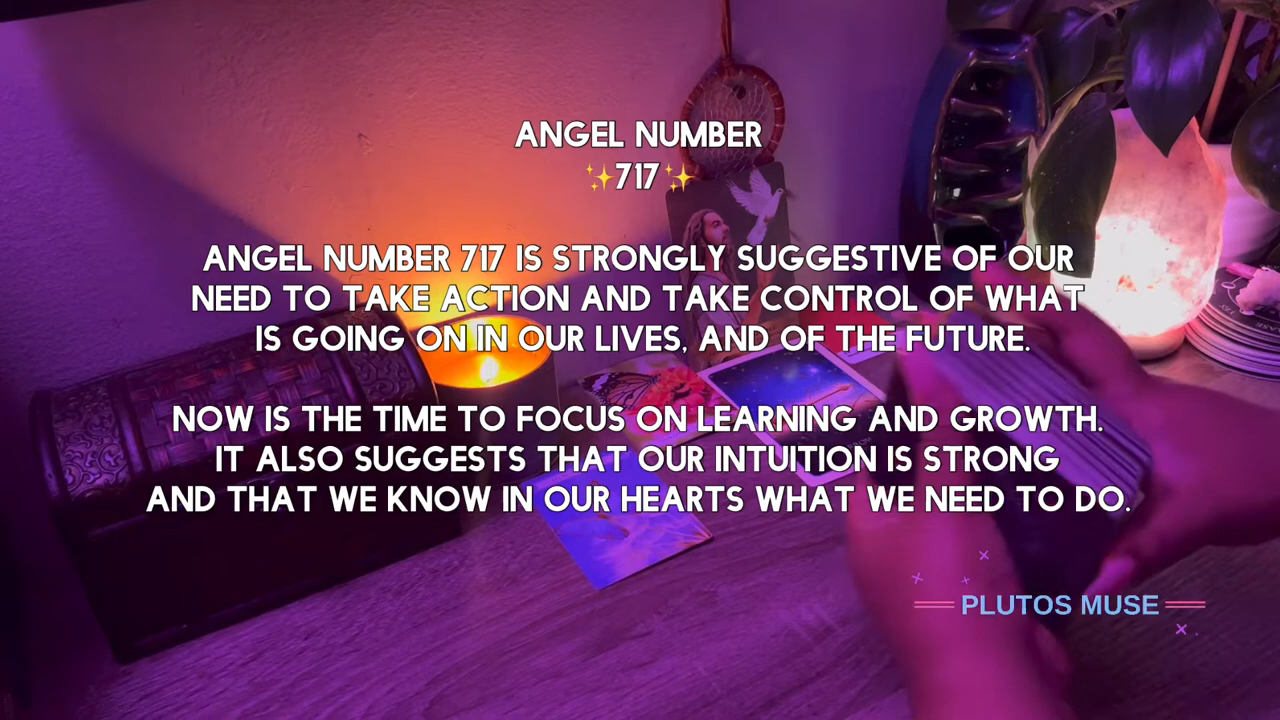 ANGEL NUMBER
✨717✨
ANGEL NUMBER 717 IS STRONGLY SUGGESTIVE OF OUR
NEED TO TAKE ACTION AND TAKE CONTROL OF WHAT
IS GOING ON IN OUR LIVES, AND OF THE FUTURE.
NOW IS THE TIME TO FOCUS ON LEARNING AND GROWTH.
IT ALSO SUGGESTS THAT OUR INTUITION IS STRONG
AND THAT WE KNOW IN OUR HEARTS WHAT WE NEED TO DO.
PLUTOS MUSE